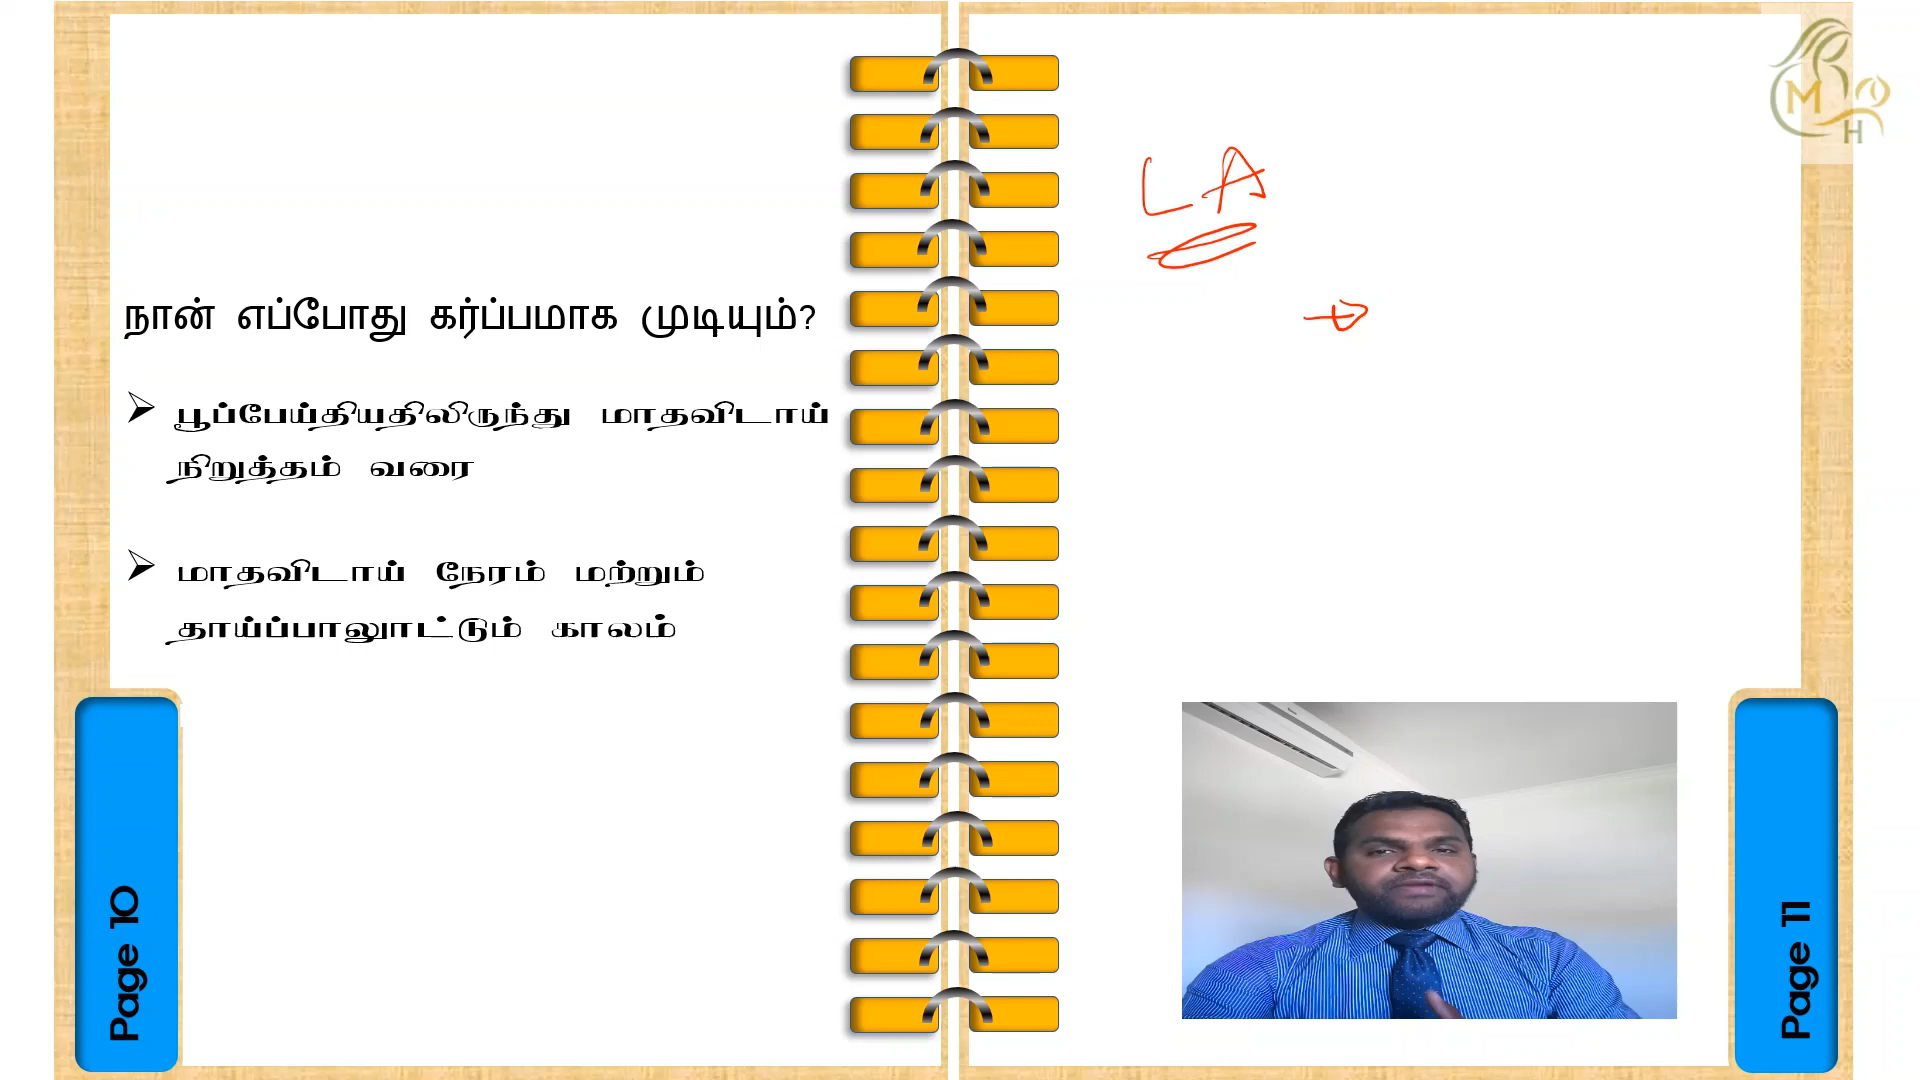 நான் எப்போது கர்ப்பமாக முடியும்?
பூப்பேய்தியதிலிருந்து மாதவிடாய்
நிறுத்தம் வரை
மாதவிடாய் நேரம் மற்றும்
தாய்ப்பாலூட்டும் காலம்
Page 10
LA
M
H
Page 11